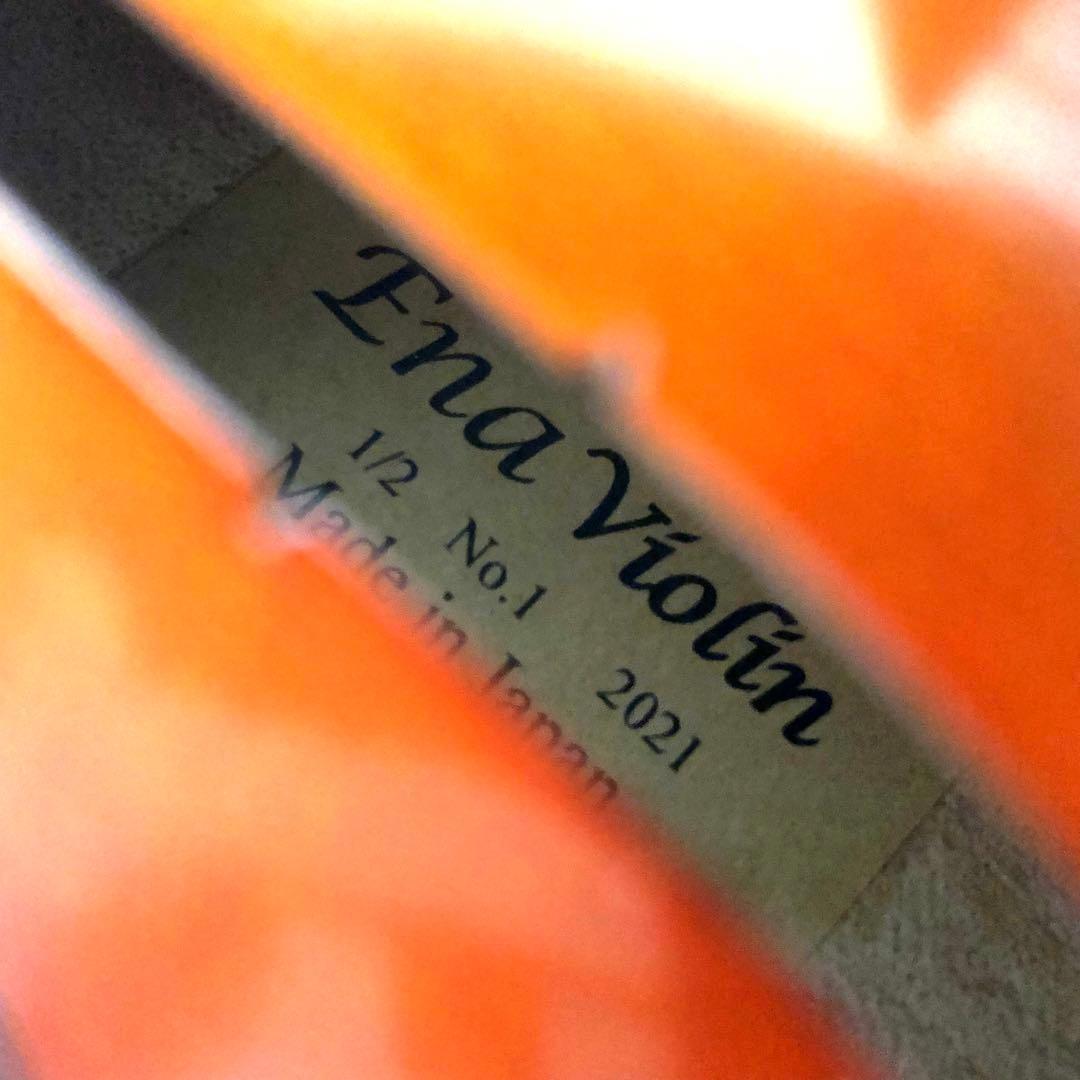 Ena Violin
1/2 No.1 2021
Made in Japan